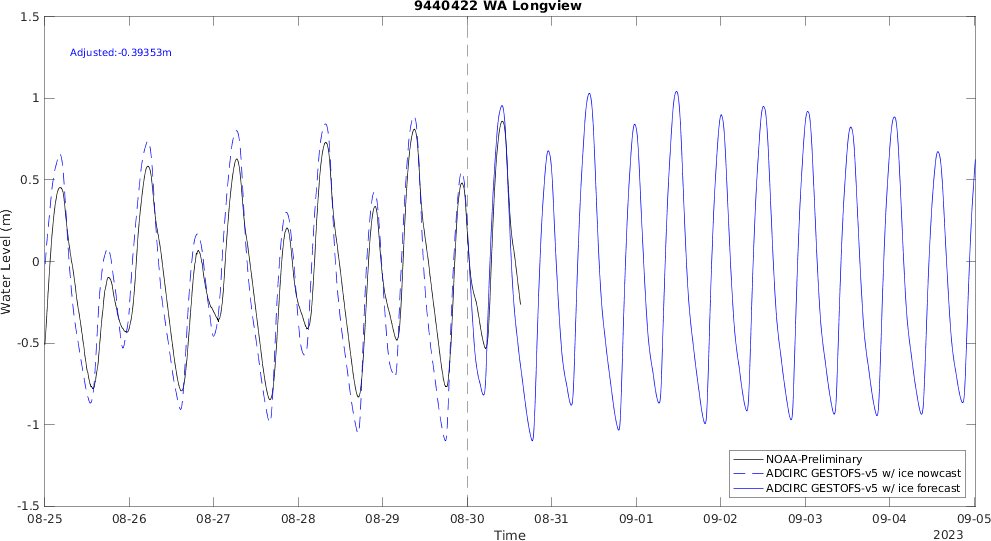 9440422 WA Longview
Adjusted:-0.39353m
1.5
1
0.5
0
-0.5
-1
-1.5
Water Level (m)
NOAA-Preliminary
ADCIRC GESTOFS-v5 w/ ice nowcast
ADCIRC GESTOFS-v5 w/ ice forecast
08-25 08-26 08-27 08-28 08-29 08-30 08-31 09-01 09-02 09-03 09-04 09-05
Time
2023